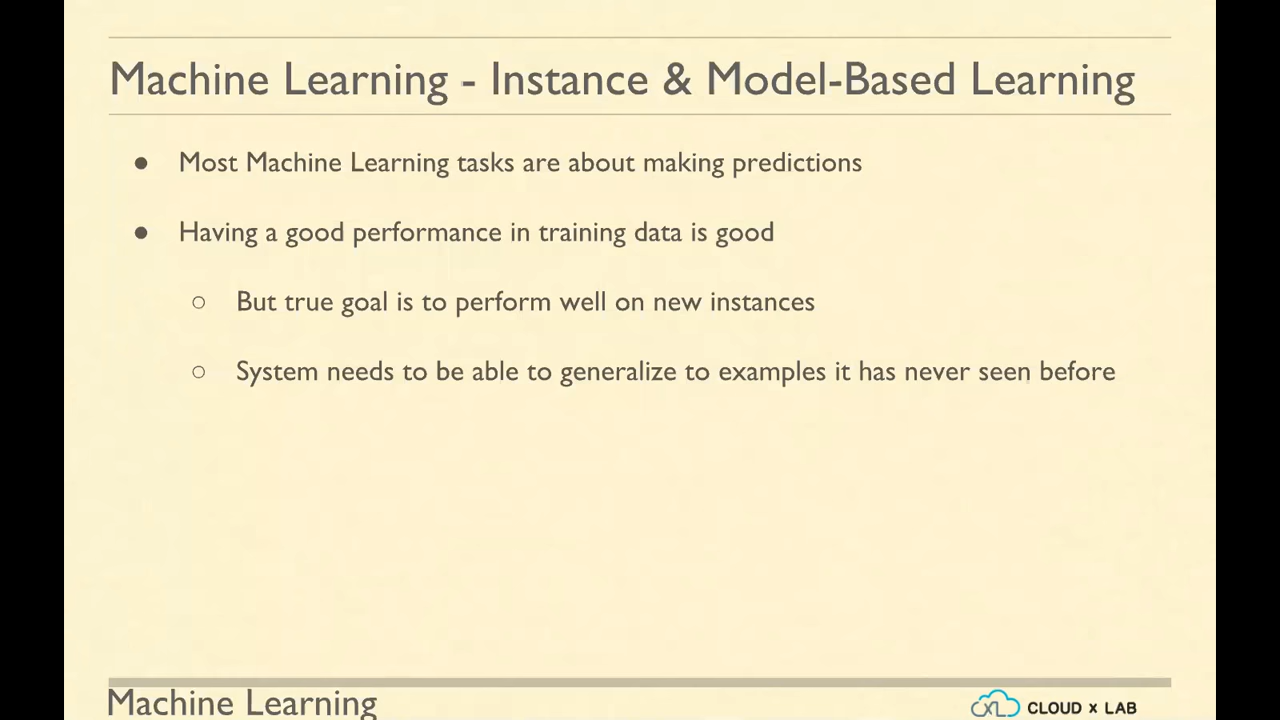 Machine Learning - Instance & Model-Based Learning
● Most Machine Learning tasks are about making predictions
● Having a good performance in training data is good
○ But true goal is to perform well on new instances
○ System needs to be able to generalize to examples it has never seen before
Machine Learning
CXL CLOUD x LAB